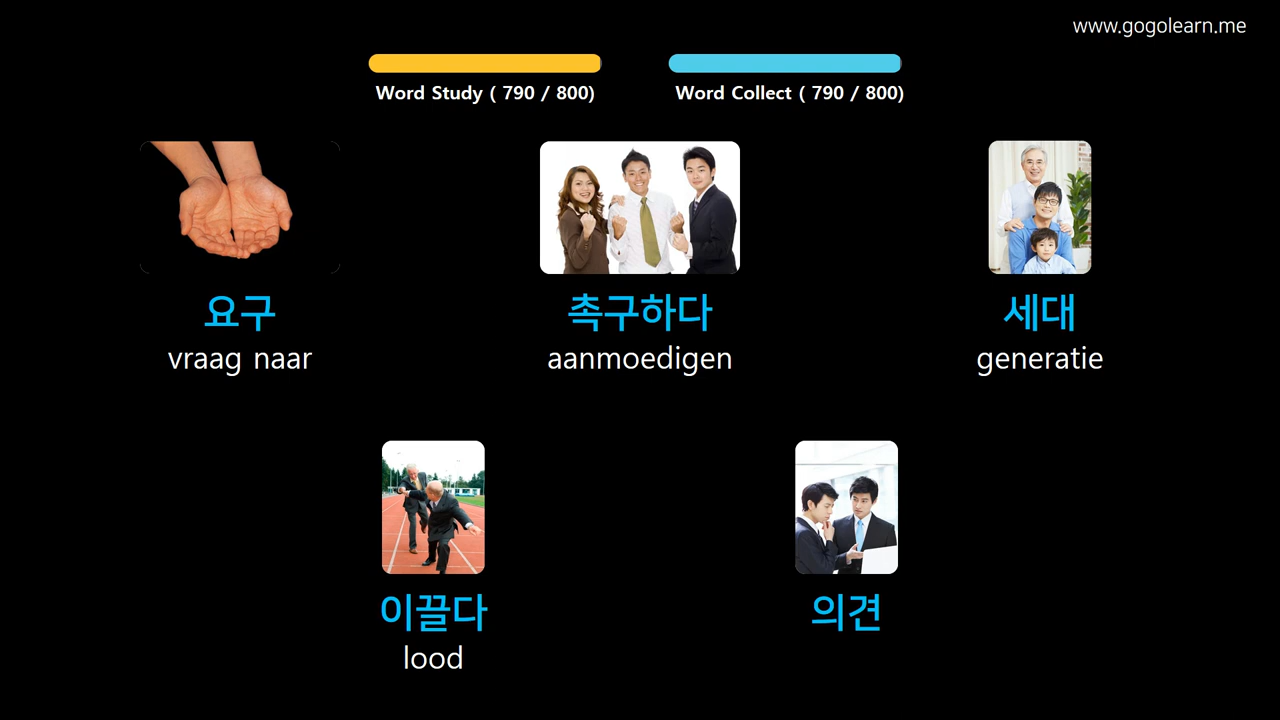 www.gogolearn.me
Word Study ( 790 / 800)
Word Collect ( 790 / 800)
요구
vraag naar
촉구하다
aanmoedigen
세대
generatie
이끌다
lood
의견